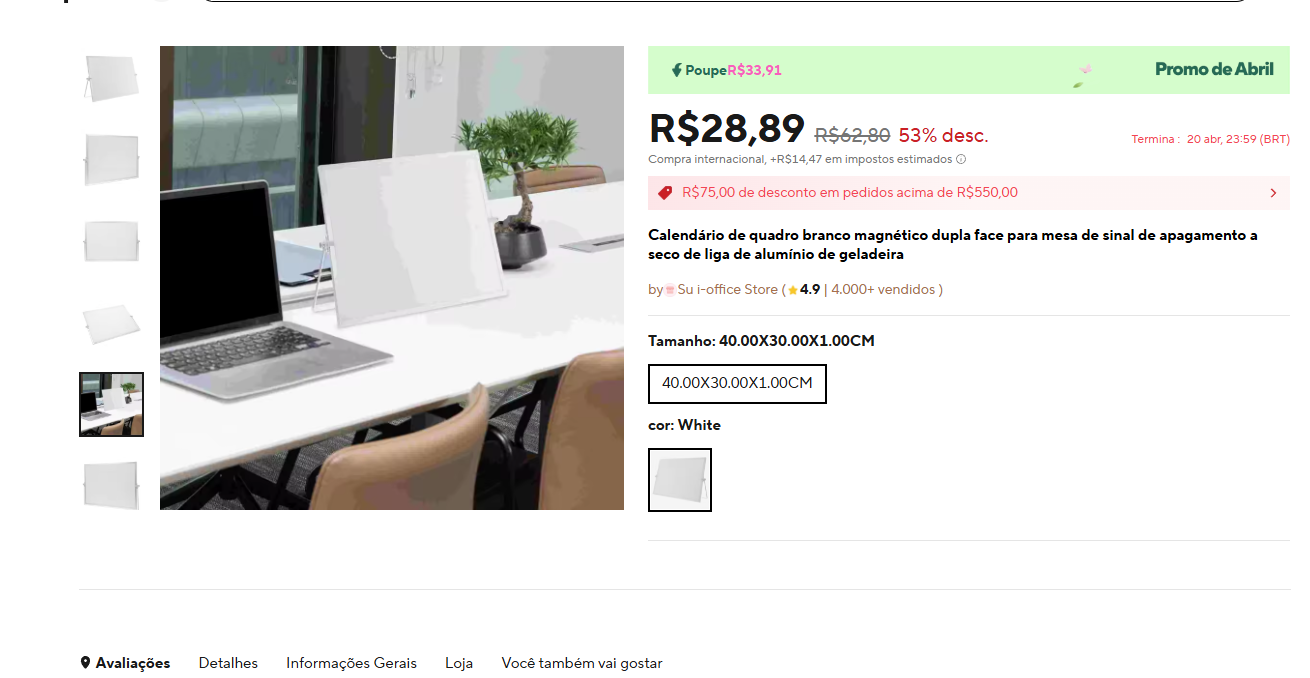 PoupeR$33,91
Promo de Abril
R$28,89 R$62,80 53% desc.
Termina : 20 abr, 23:59 (BRT)
Compra internacional, +R$14,47 em impostos estimados
R$75,00 de desconto em pedidos acima de R$550,00
Calendário de quadro branco magnético dupla face para mesa de sinal de apagamento a
seco de liga de alumínio de geladeira
by Su i-office Store ( 4.9 | 4.000+ vendidos )
Tamanho: 40.00X30.00X1.00CM
40.00X30.00X1.00CM
cor: White
Avaliações Detalhes Informações Gerais Loja Você também vai gostar